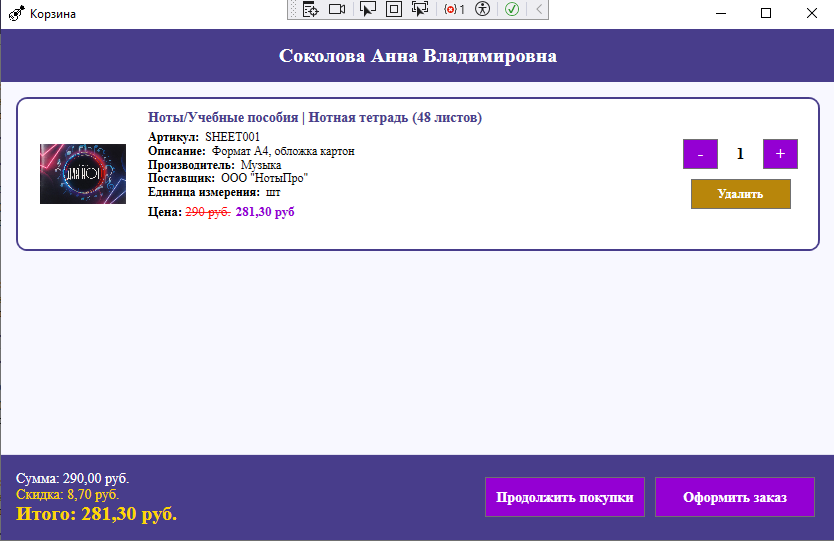 Корзина
1
Соколова Анна Владимировна
Ноты/Учебные пособия | Нотная тетрадь (48 листов)
Артикул: SHEET001
Описание: Формат А4, обложка картон
Производитель: Музыка
Поставщик: ООО "НотыПро"
Единица измерения: шт
Цена: 290 руб. 281,30 руб
ДЛЯ НОТ
- 1 +
Удалить
Сумма: 290,00 руб.
Скидка: 8,70 руб.
Итого: 281,30 руб.
Продолжить покупки
Оформить заказ